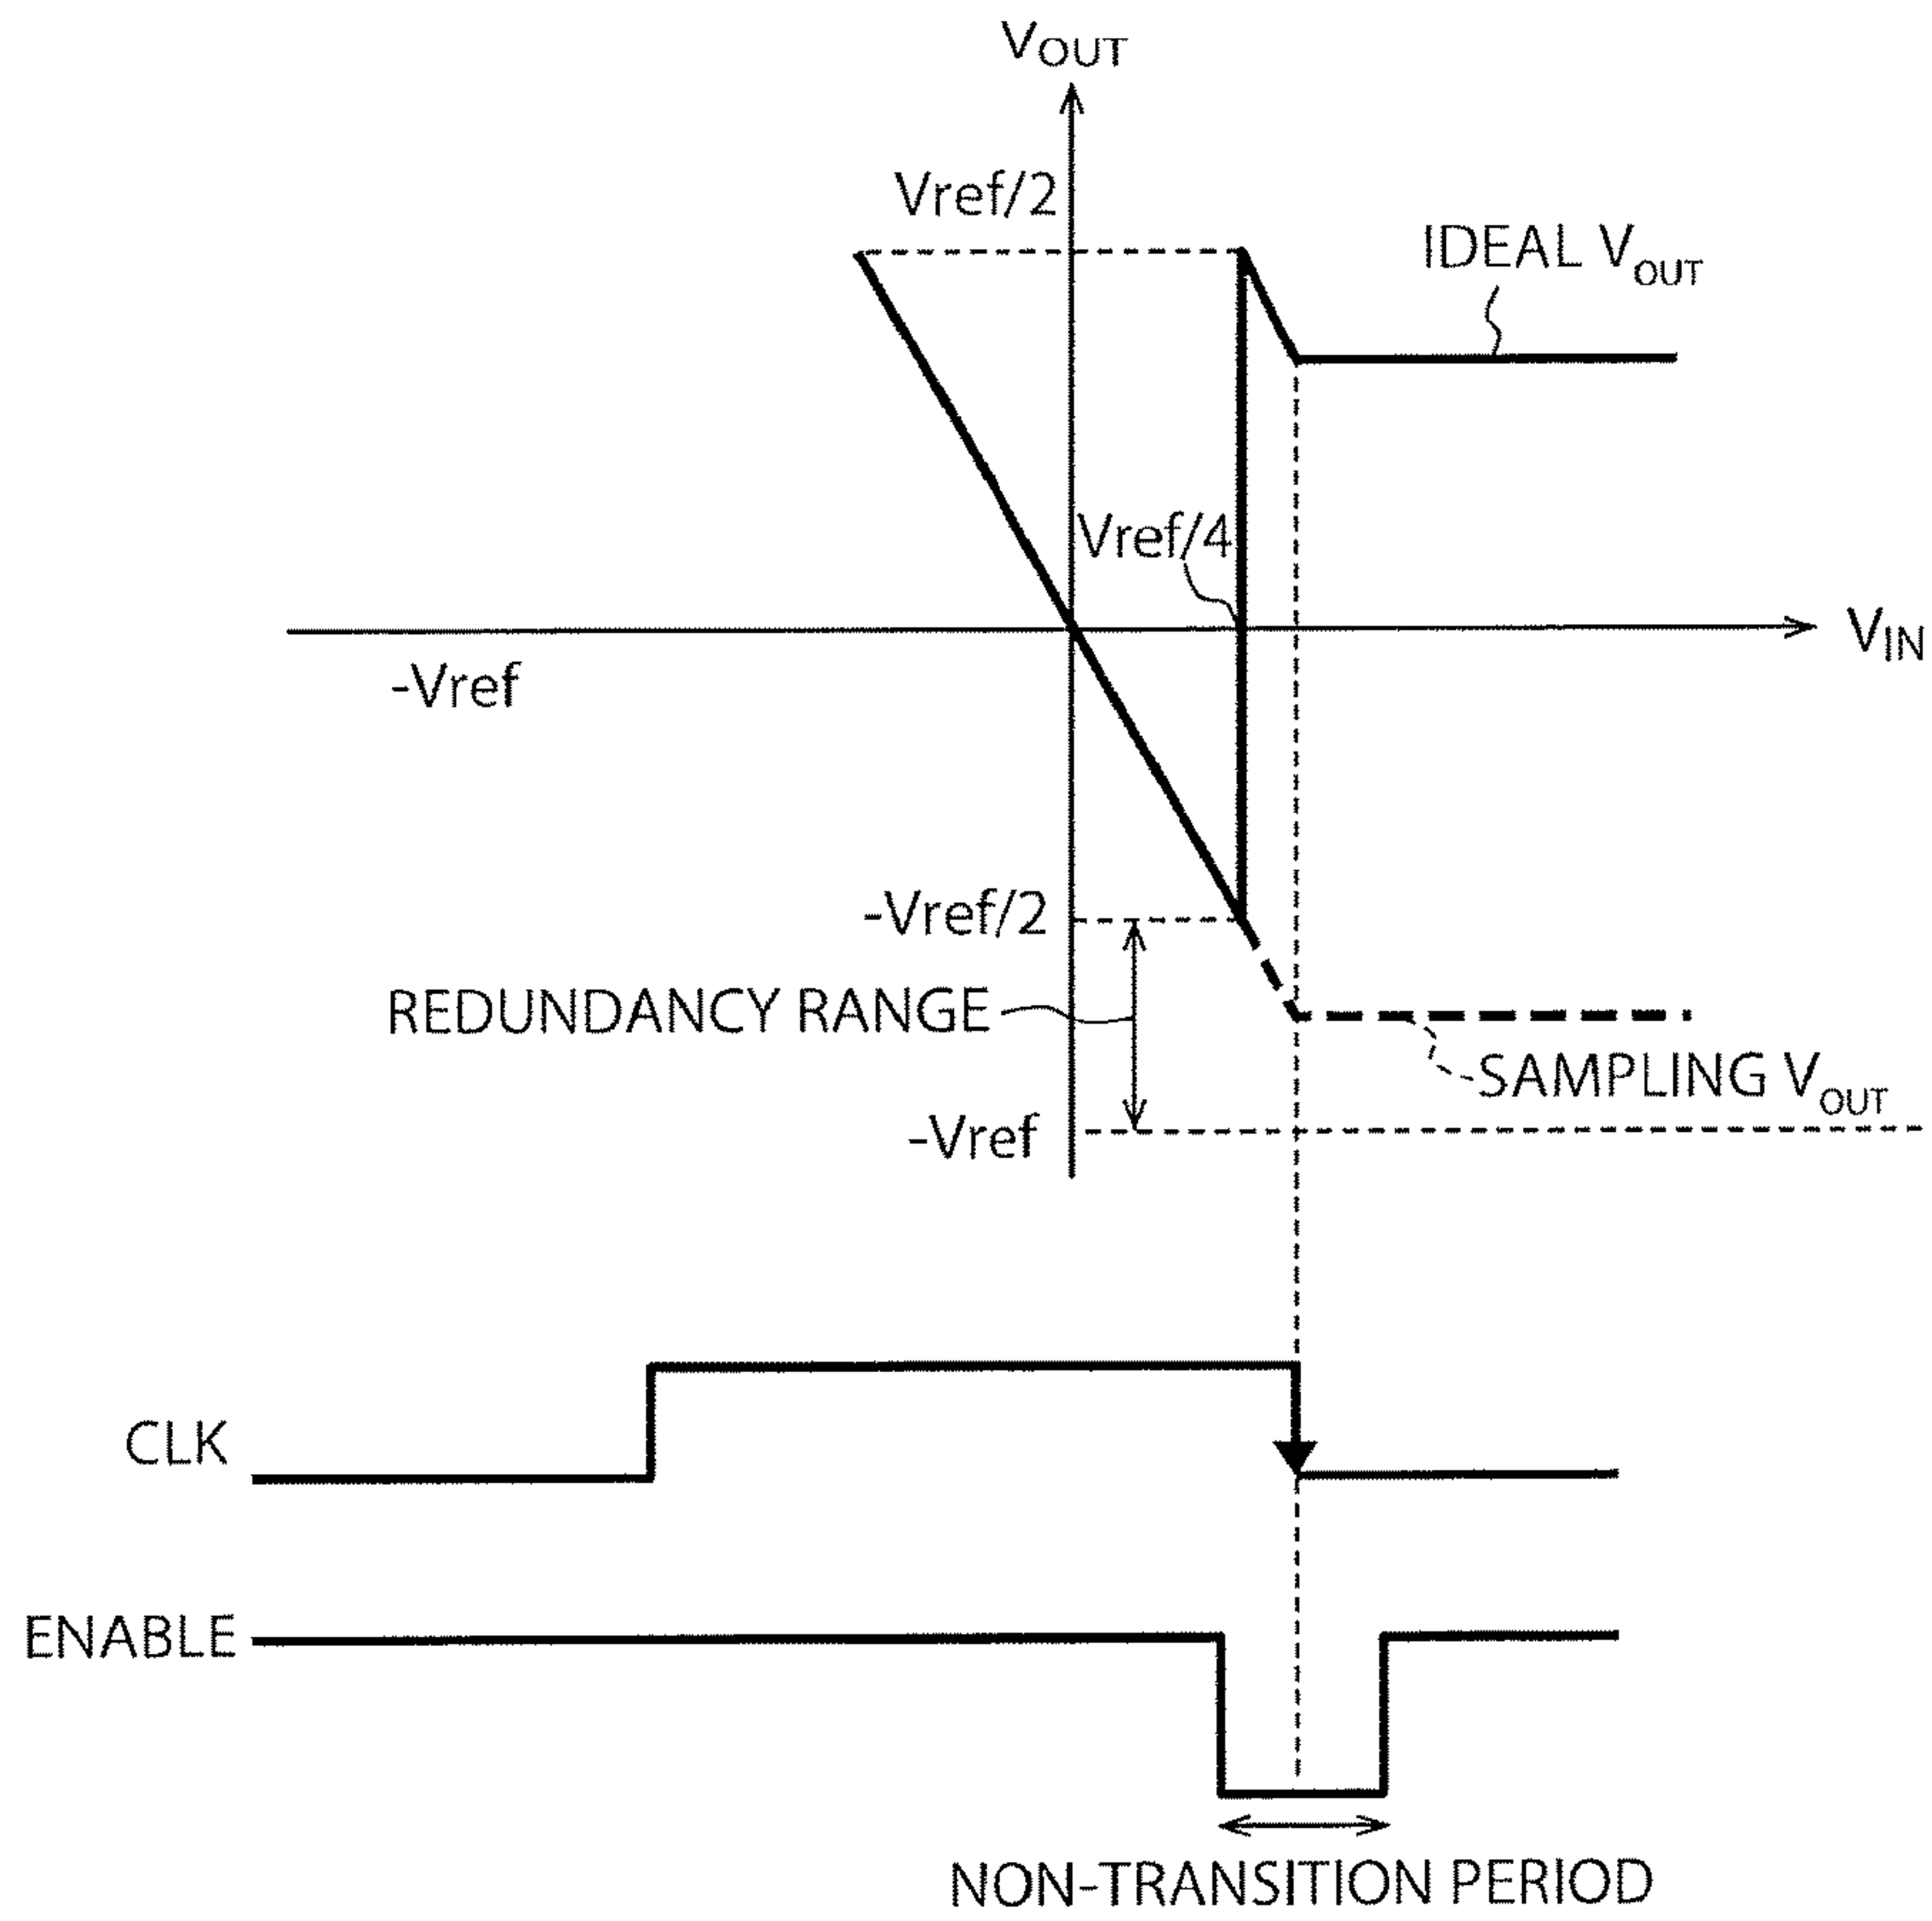 VOUT
Vref/2
IDEAL VOUT
Vref/4
VIN
-Vref
-Vref/2
REDUNDANCY RANGE
SAMPLING VOUT
-Vref
CLK
ENABLE
NON-TRANSITION PERIOD